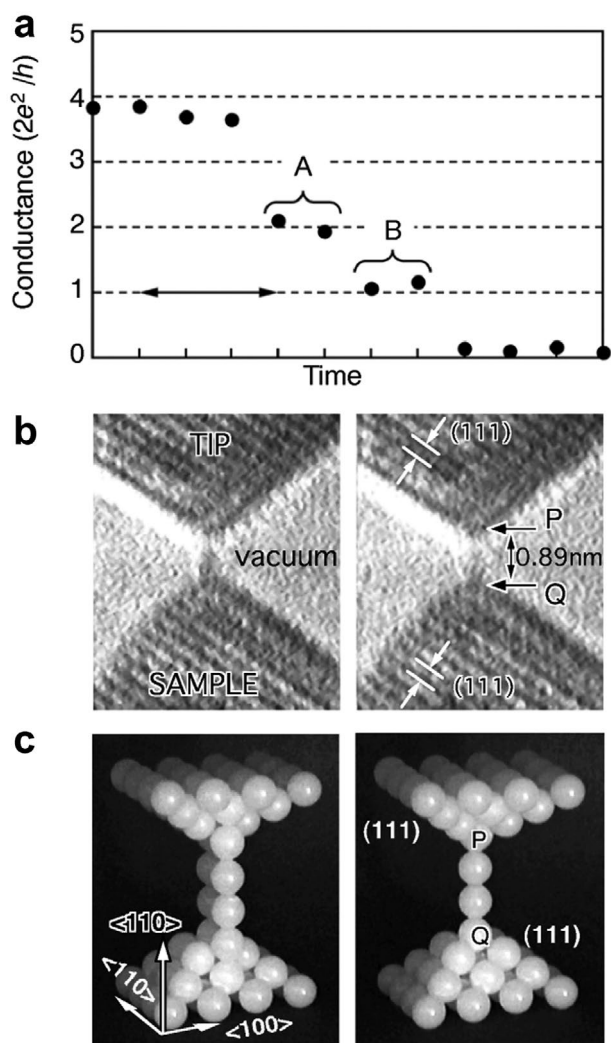 a
Conductance (2e² /h)
5
4
3
2
1
0
A
B
Time
b
TIP
vacuum
SAMPLE
(111)
P
0.89nm
Q
(111)
c
<110>
<110>
<100>
(111)
P
Q
(111)